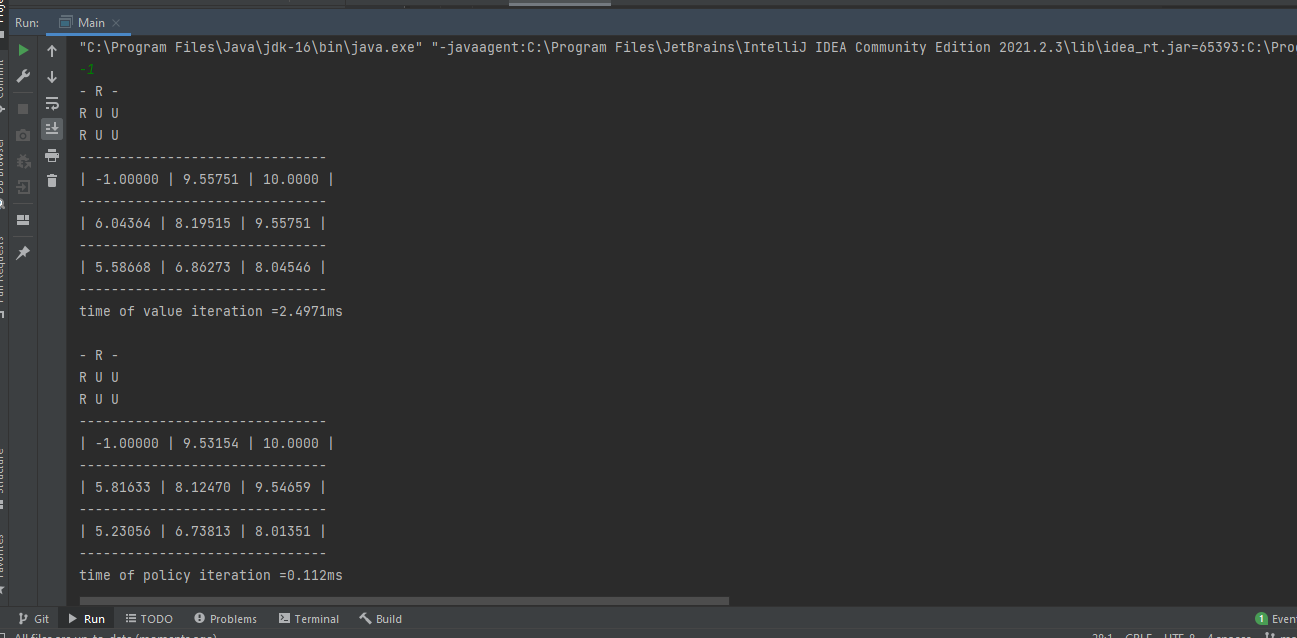 Run: Main
"C:\Program Files\Java\jdk-16\bin\java.exe" "-javaagent:C:\Program Files\JetBrains\IntelliJ IDEA Community Edition 2021.2.3\lib\idea_rt.jar=65393:C:\Pro
-1
- R -
R U U
R U U
-------------------------------
| -1.00000 | 9.55751 | 10.0000 |
-------------------------------
| 6.04364 | 8.19515 | 9.55751 |
-------------------------------
| 5.58668 | 6.86273 | 8.04546 |
-------------------------------
time of value iteration =2.4971ms
- R -
R U U
R U U
-------------------------------
| -1.00000 | 9.53154 | 10.0000 |
-------------------------------
| 5.81633 | 8.12470 | 9.54659 |
-------------------------------
| 5.23056 | 6.73813 | 8.01351 |
-------------------------------
time of policy iteration =0.112ms
Git Run TODO Problems Terminal Build 1 Even